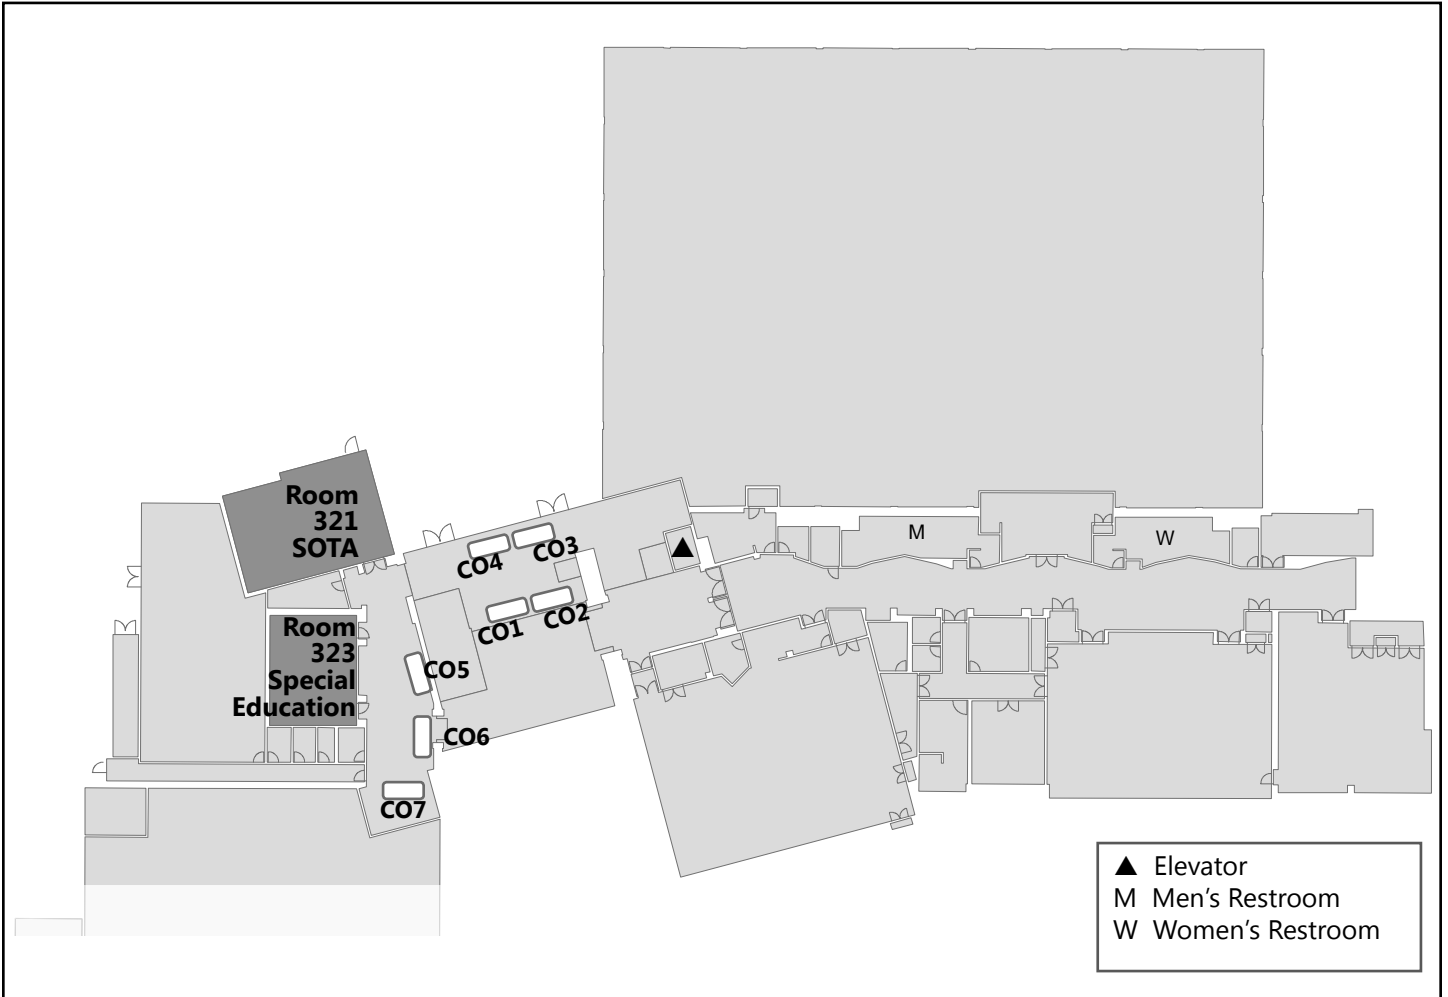 M
W
Room
321
SOTA
CO4
CO3
CO1
CO2
Room
323
Special
Education
CO5
CO6
CO7
▲ Elevator
M Men's Restroom
W Women's Restroom